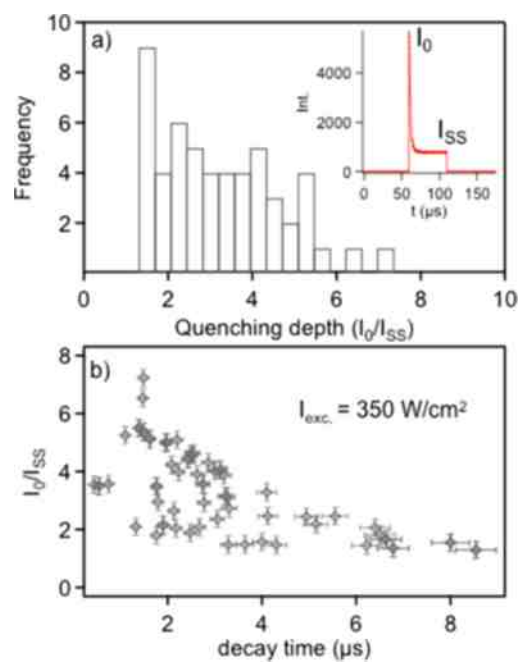 a)
10
8
6
4
2
Frequency
I0
ISS
4000
2000
0
Int.
0 50 100 150
t (μs)
0 2 4 6 8 10
Quenching depth (I0/ISS)
b)
Iexc. = 350 W/cm2
8
6
4
2
0
I0/ISS
2 4 6 8
decay time (μs)